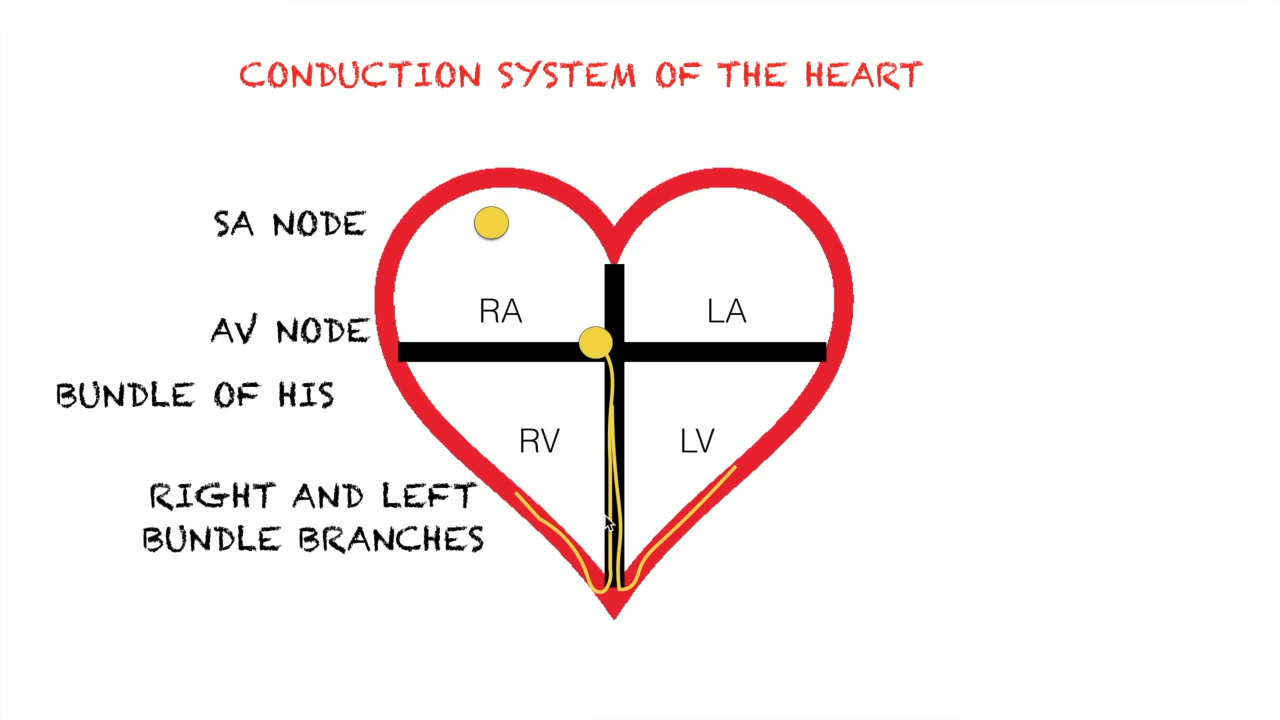 CONDUCTION SYSTEM OF THE HEART
SA NODE
RA
LA
AV NODE
BUNDLE OF HIS
RV
LV
RIGHT AND LEFT
BUNDLE BRANCHES